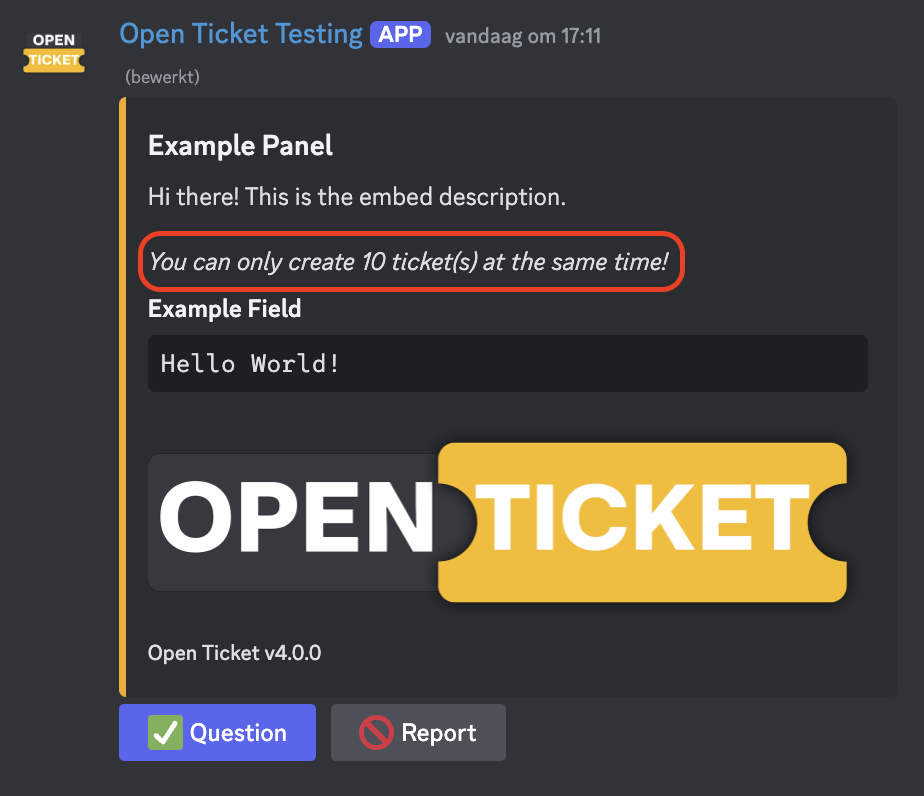 OPEN
TICKET
Open Ticket Testing APP vandaag om 17:11
(bewerkt)
Example Panel
Hi there! This is the embed description.
You can only create 10 ticket(s) at the same time!
Example Field
Hello World!
OPEN TICKET
Open Ticket v4.0.0
Question Report